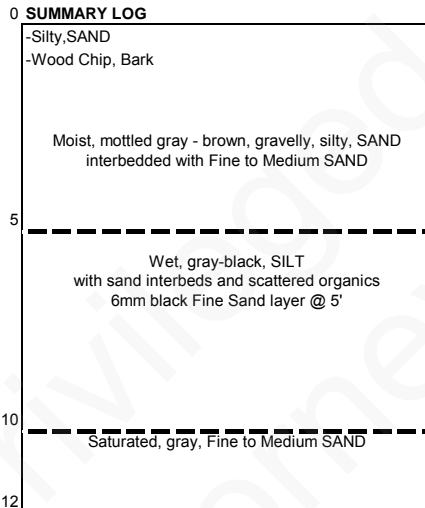 0 SUMMARY LOG
-Silty,SAND
-Wood Chip, Bark
Moist, mottled gray - brown, gravelly, silty, SAND
interbedded with Fine to Medium SAND
5
Wet, gray-black, SILT
with sand interbeds and scattered organics
6mm black Fine Sand layer @ 5'
10
Saturated, gray, Fine to Medium SAND
12